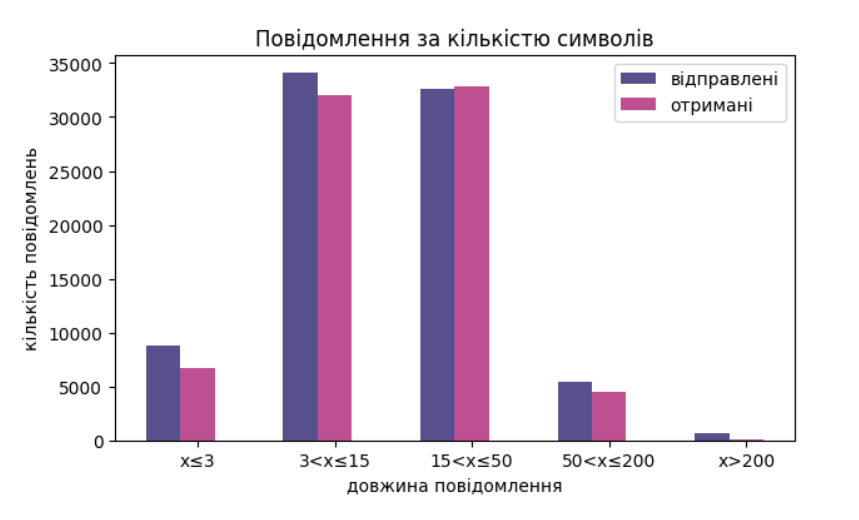 Повідомлення за кількістю символів
відправлені
отримані
кількість повідомлень
35000
30000
25000
20000
15000
10000
5000
0
x≤3 3<x≤15 15<x≤50 50<x≤200 x>200
довжина повідомлення